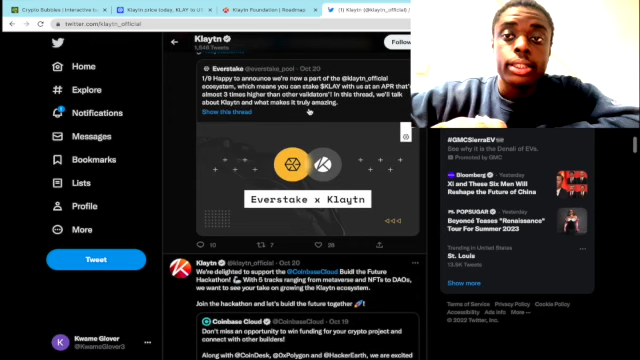 Crypto Bubbles | Interactive bu
Klaytn price today, KLAY to U
Klaytn Foundation | Roadmap
(1) Klaytn (@klaytn_official)
twitter.com/klaytn_official
Klaytn
1,546 Tweets
Follow
Home
Explore
Notifications
Messages
Bookmarks
Lists
Profile
More
Tweet
Kwame Glover
@KwameGlover3
Everstake @everstake_pool · Oct 20
1/9 Happy to announce we're now a part of the @klaytn_official
ecosystem, which means you can stake $KLAY with us at an APR that's
almost 3 times higher than other validators! In this thread, we'll talk
about Klaytn and what makes it truly amazing.
Show this thread
Everstake x Klaytn
10
7
28
Klaytn @klaytn_official · Oct 20
We're delighted to support the @CoinbaseCloud Buidl the Future
Hackathon! With 5 tracks ranging from metaverse and NFTs to DAOs,
we want to see your take on growing the Klaytn ecosystem.
Join the hackathon and let's buidl the future together
Coinbase Cloud @CoinbaseCloud · Oct 19
Don't miss an opportunity to win funding for your crypto project and
connect with other builders!
Along with @CoinDesk, @0xPolygon and @HackerEarth, we are excited
#GMCSierraEV
See why it is the Denali of EVs.
Promoted by GMC
Bloomberg · Yesterday
Xi and These Six Men Will
Reshape the Future of China
POPSUGAR · Yesterday
Beyoncé Teases "Renaissance"
Tour For Summer 2023
Trending in United States
St. Louis
13.5K Tweets
Show more
Terms of Service Privacy Policy Cookie Policy
Accessibility Ads info More
© 2022 Twitter, Inc.